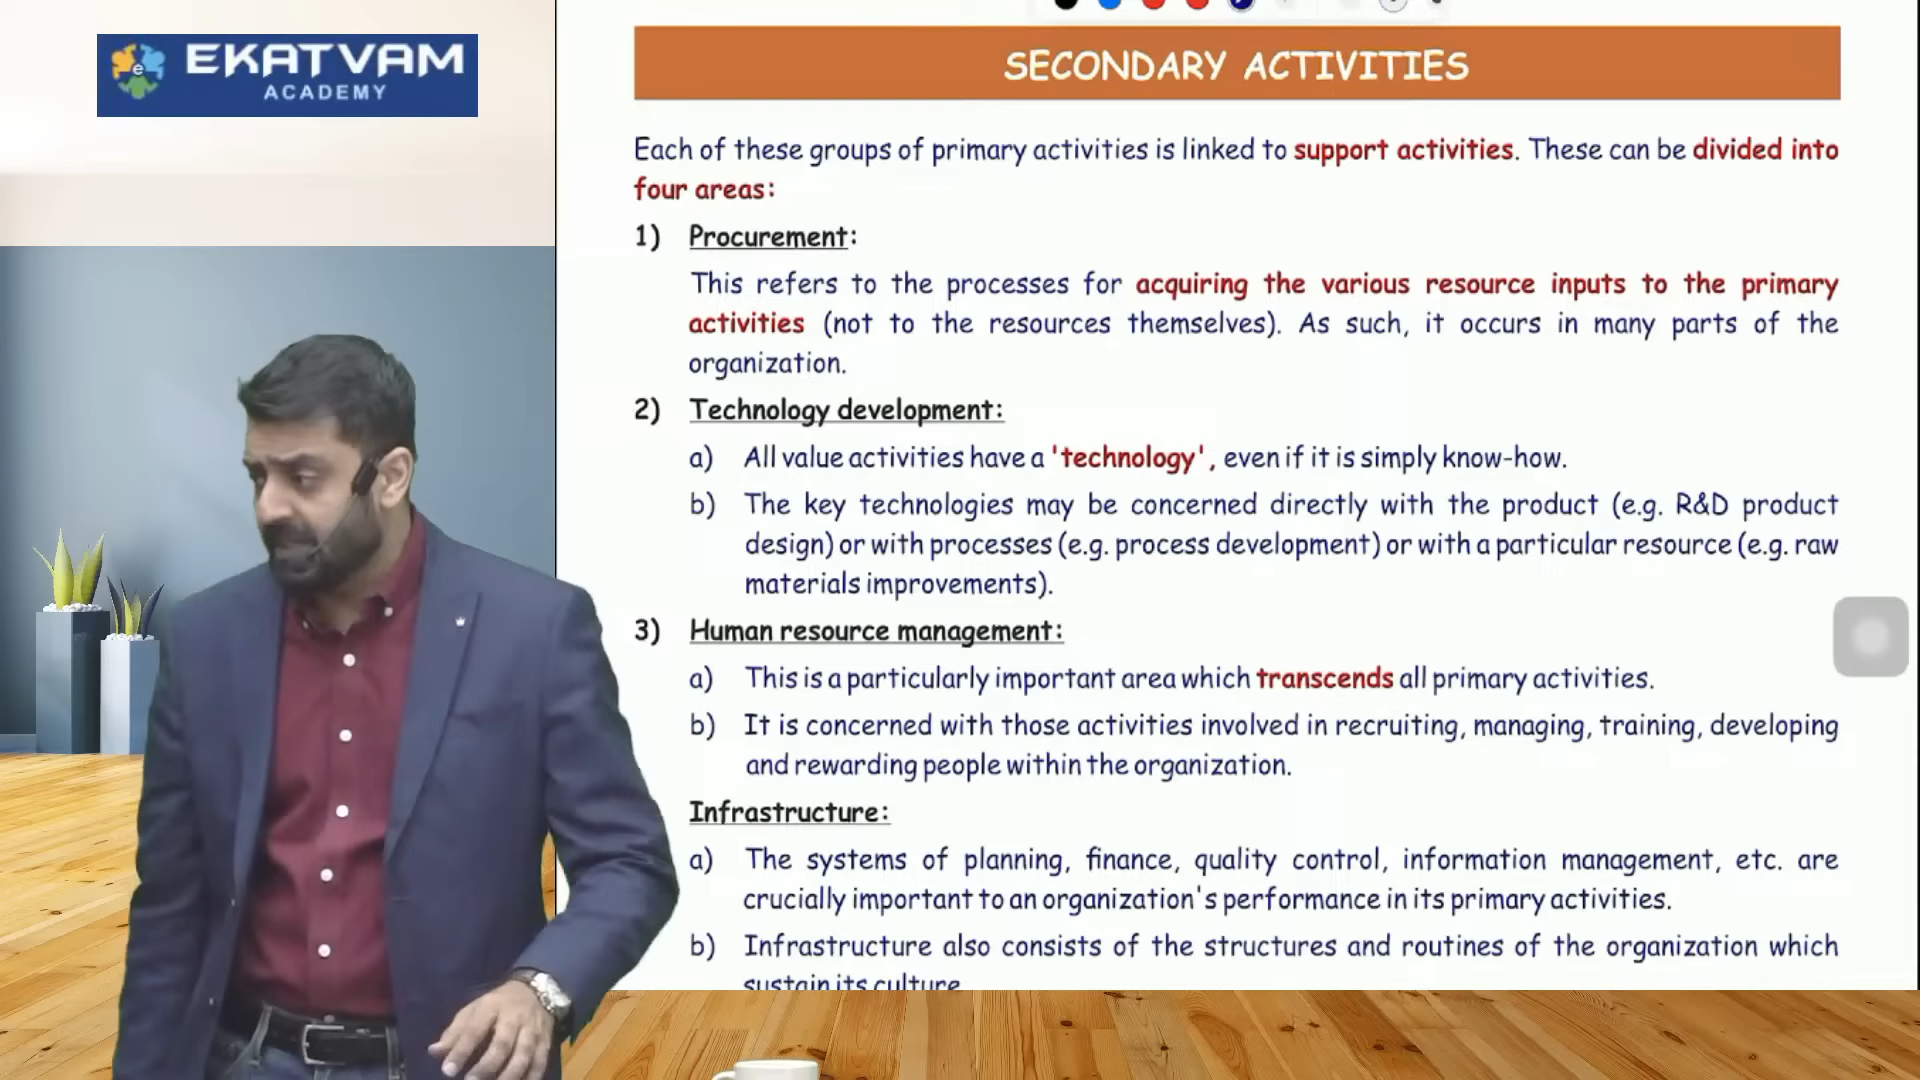 EKATVAM
ACADEMY
SECONDARY ACTIVITIES
Each of these groups of primary activities is linked to support activities. These can be divided into
four areas:
1) Procurement:
This refers to the processes for acquiring the various resource inputs to the primary
activities (not to the resources themselves). As such, it occurs in many parts of the
organization.
2) Technology development:
a) All value activities have a 'technology', even if it is simply know-how.
b) The key technologies may be concerned directly with the product (e.g. R&D product
design) or with processes (e.g. process development) or with a particular resource (e.g. raw
materials improvements).
3) Human resource management:
a) This is a particularly important area which transcends all primary activities.
b) It is concerned with those activities involved in recruiting, managing, training, developing
and rewarding people within the organization.
Infrastructure:
a) The systems of planning, finance, quality control, information management, etc. are
crucially important to an organization's performance in its primary activities.
b) Infrastructure also consists of the structures and routines of the organization which
sustain its culture